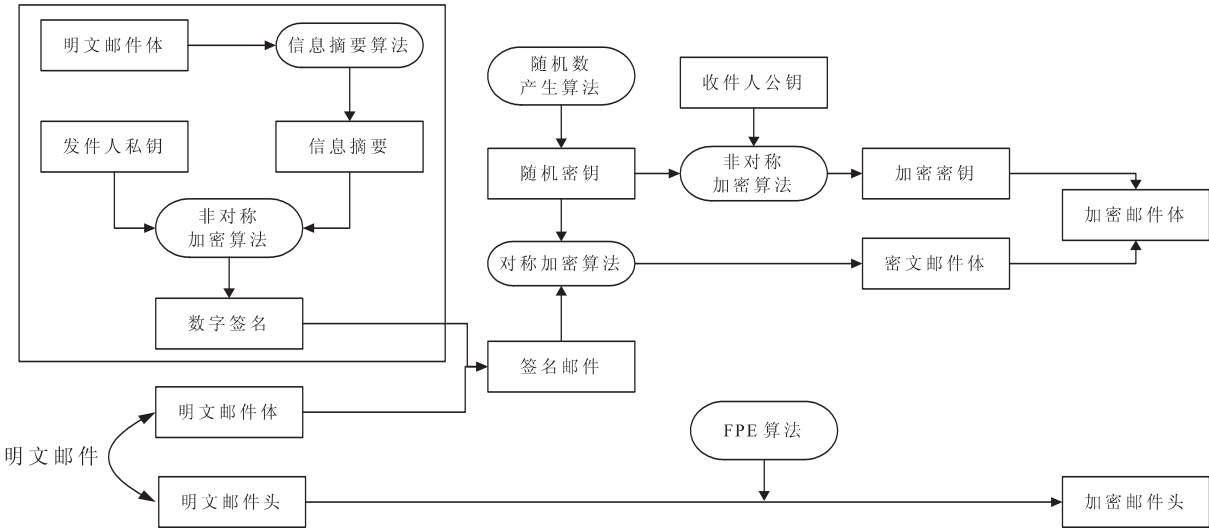 明文邮件体
信息摘要算法
发件人私钥
信息摘要
非对称
加密算法
数字签名
随机数
产生算法
收件人公钥
随机密钥
非对称
加密算法
加密密钥
加密邮件体
对称加密算法
密文邮件体
签名邮件
明文邮件体
明文邮件
FPE 算法
明文邮件头
加密邮件头